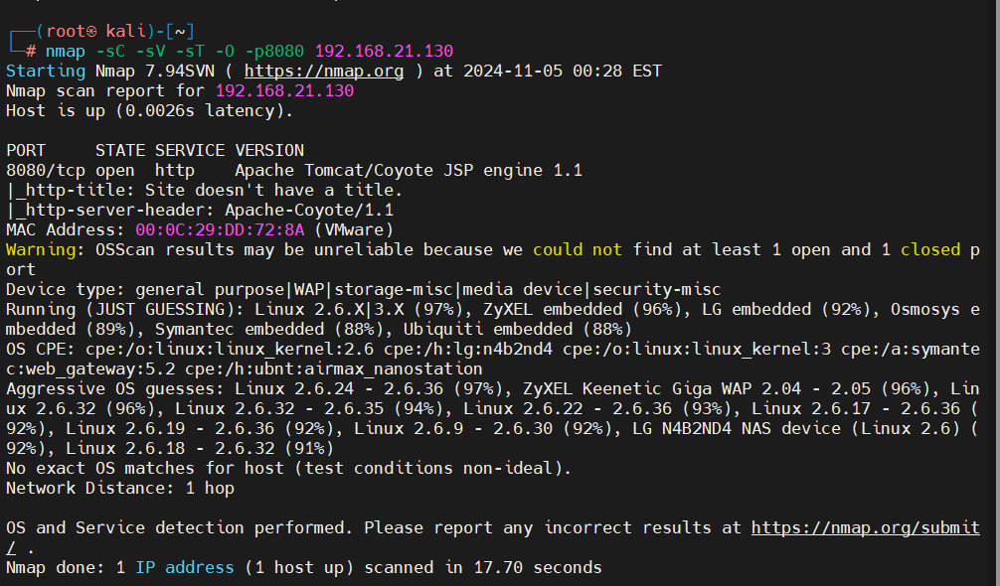 ┌──(root㉿ kali)-[~]
└─# nmap -sC -sV -sT -O -p8080 192.168.21.130
Starting Nmap 7.94SVN ( https://nmap.org ) at 2024-11-05 00:28 EST
Nmap scan report for 192.168.21.130
Host is up (0.0026s latency).

PORT     STATE SERVICE VERSION
8080/tcp open  http    Apache Tomcat/Coyote JSP engine 1.1
|_http-title: Site doesn't have a title.
|_http-server-header: Apache-Coyote/1.1
MAC Address: 00:0C:29:DD:72:8A (VMware)
Warning: OSScan results may be unreliable because we could not find at least 1 open and 1 closed p
ort
Device type: general purpose|WAP|storage-misc|media device|security-misc
Running (JUST GUESSING): Linux 2.6.X|3.X (97%), ZyXEL embedded (96%), LG embedded (92%), Osmosys e
mbedded (89%), Symantec embedded (88%), Ubiquiti embedded (88%)
OS CPE: cpe:/o:linux:linux_kernel:2.6 cpe:/h:lg:n4b2nd4 cpe:/o:linux:linux_kernel:3 cpe:/a:symante
c:web_gateway:5.2 cpe:/h:ubnt:airmax_nanostation
Aggressive OS guesses: Linux 2.6.24 - 2.6.36 (97%), ZyXEL Keenetic Giga WAP 2.04 - 2.05 (96%), Lin
ux 2.6.32 (96%), Linux 2.6.32 - 2.6.35 (94%), Linux 2.6.22 - 2.6.36 (93%), Linux 2.6.17 - 2.6.36 (
92%), Linux 2.6.19 - 2.6.36 (92%), Linux 2.6.9 - 2.6.30 (92%), LG N4B2ND4 NAS device (Linux 2.6) (
92%), Linux 2.6.18 - 2.6.32 (91%)
No exact OS matches for host (test conditions non-ideal).
Network Distance: 1 hop

OS and Service detection performed. Please report any incorrect results at https://nmap.org/submit
/ .
Nmap done: 1 IP address (1 host up) scanned in 17.70 seconds